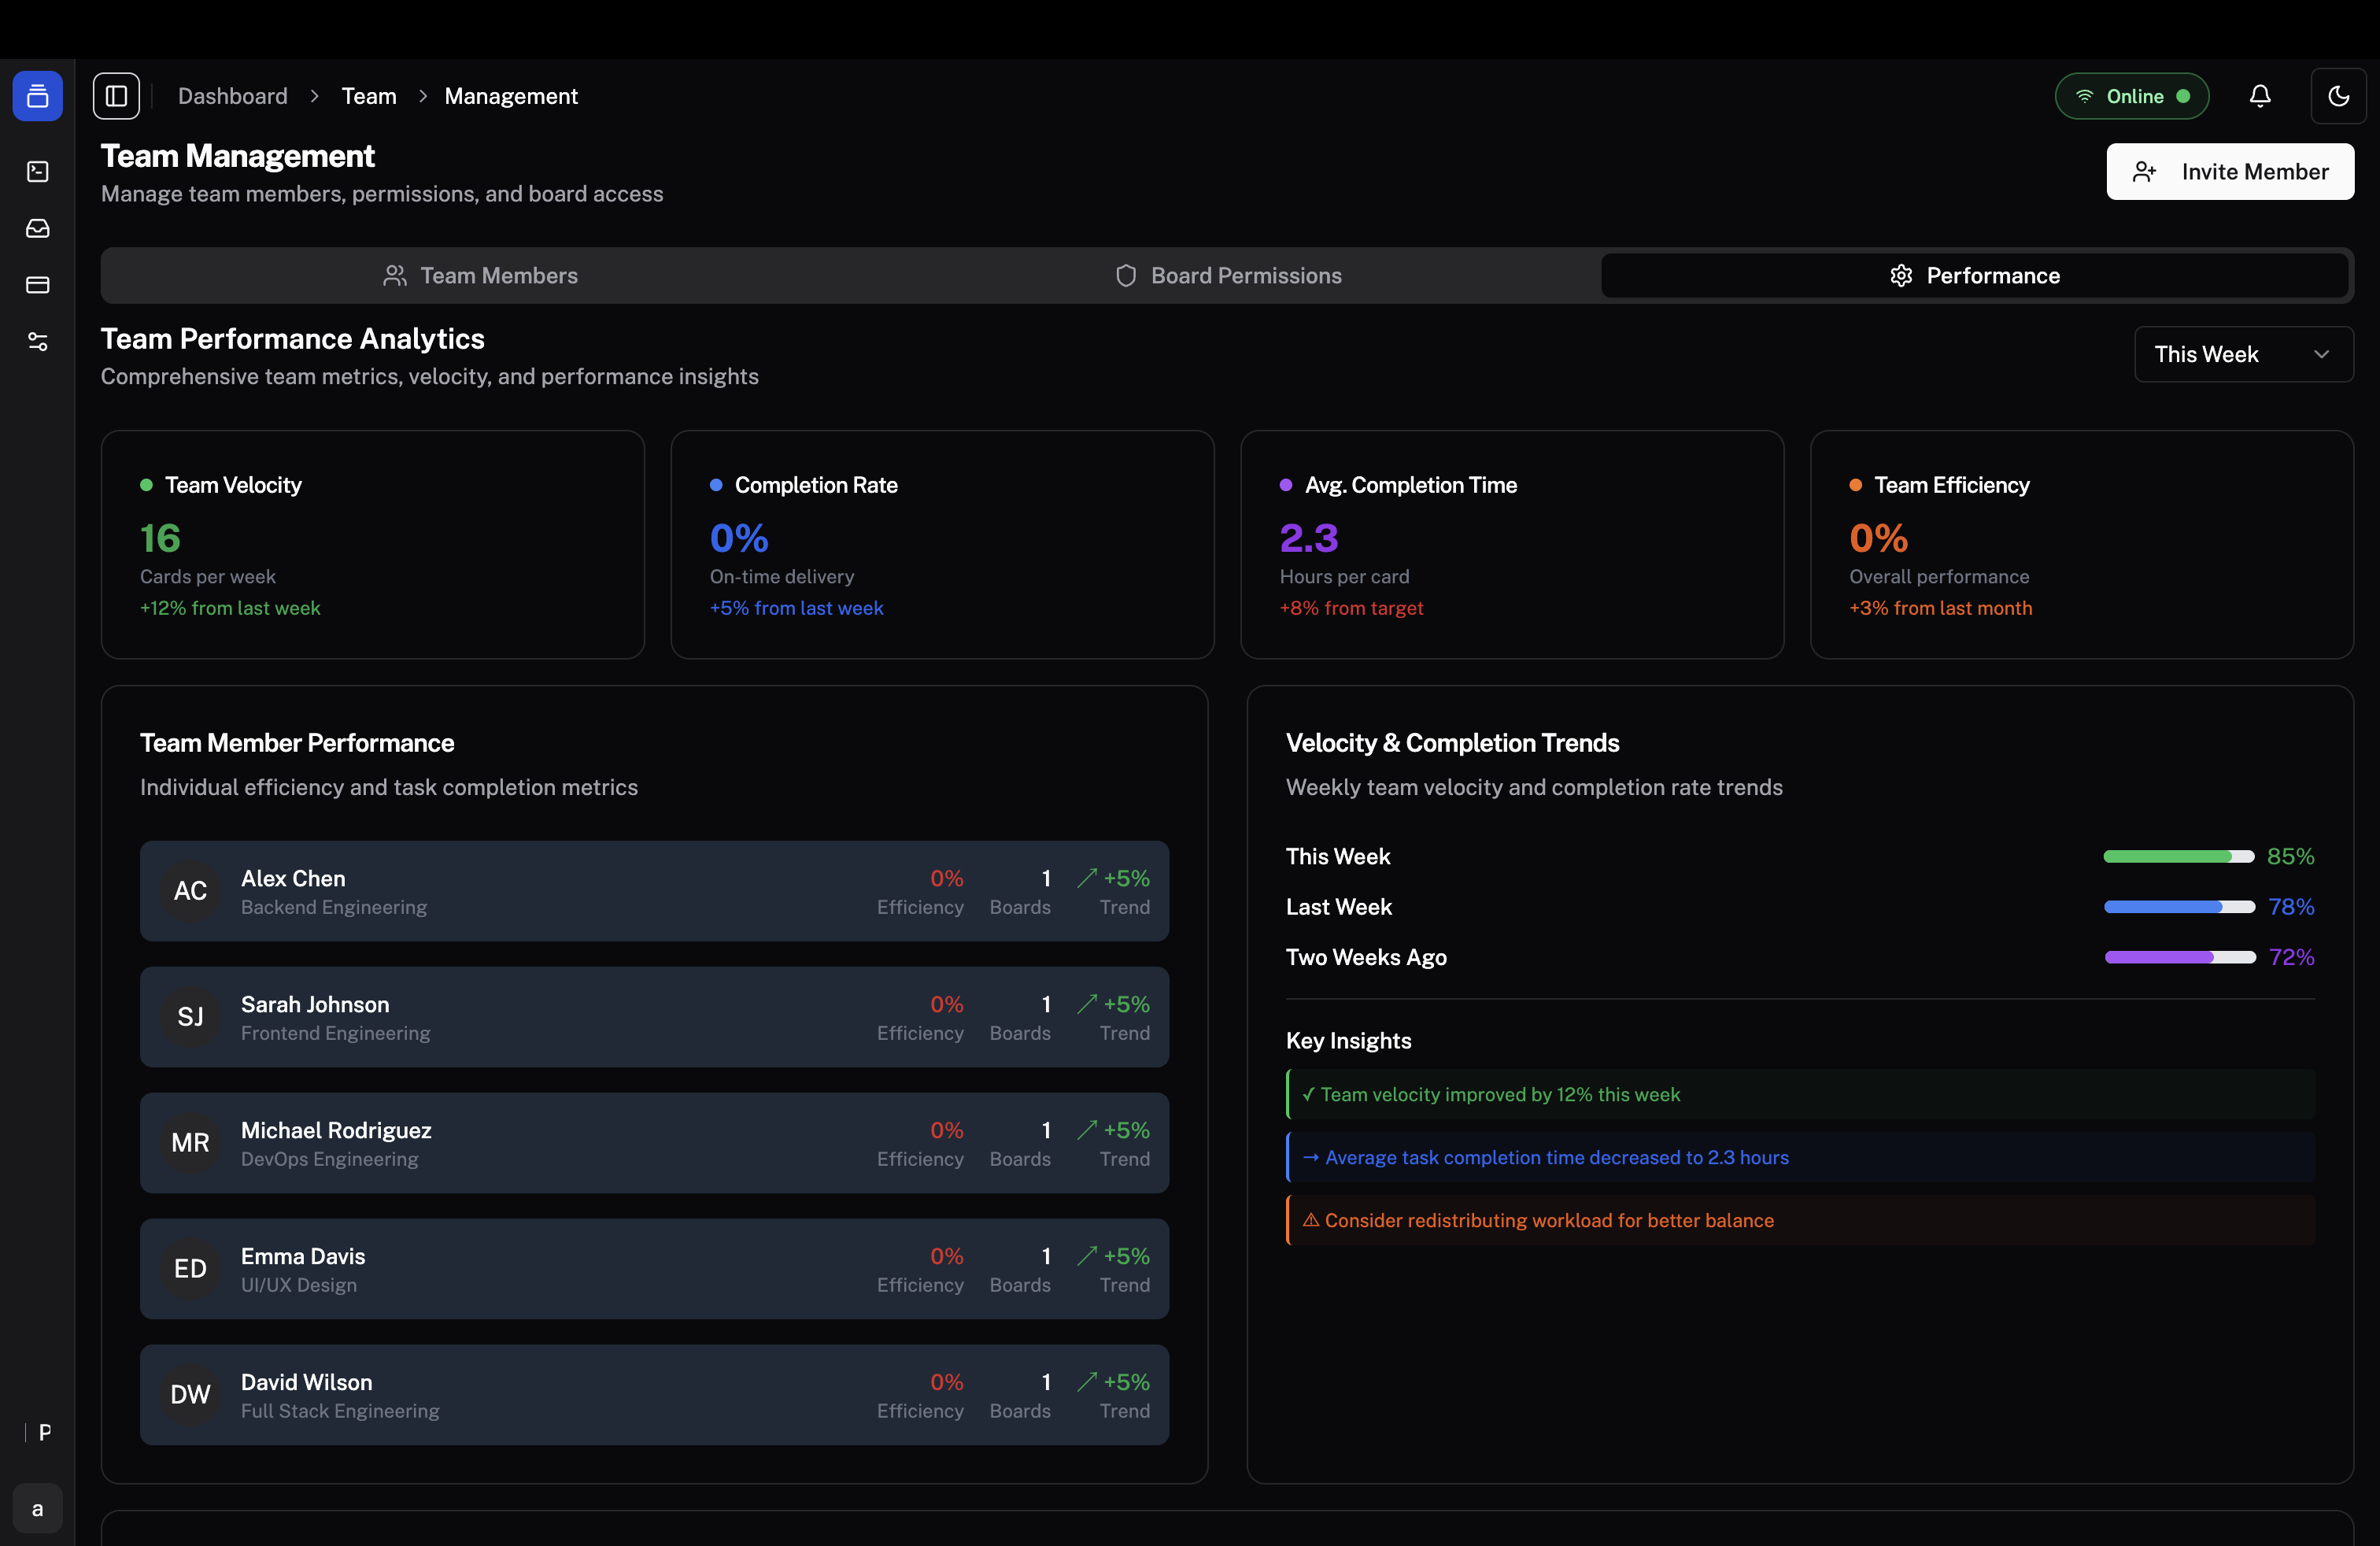 Dashboard > Team > Management
Online
Team Management
Manage team members, permissions, and board access
Invite Member
Team Members
Board Permissions
Performance
Team Performance Analytics
Comprehensive team metrics, velocity, and performance insights
This Week
Team Velocity
16
Cards per week
+12% from last week
Completion Rate
0%
On-time delivery
+5% from last week
Avg. Completion Time
2.3
Hours per card
+8% from target
Team Efficiency
0%
Overall performance
+3% from last month
Team Member Performance
Individual efficiency and task completion metrics
AC
Alex Chen
Backend Engineering
0%
Efficiency
1
Boards
+5%
Trend
SJ
Sarah Johnson
Frontend Engineering
0%
Efficiency
1
Boards
+5%
Trend
MR
Michael Rodriguez
DevOps Engineering
0%
Efficiency
1
Boards
+5%
Trend
ED
Emma Davis
UI/UX Design
0%
Efficiency
1
Boards
+5%
Trend
DW
David Wilson
Full Stack Engineering
0%
Efficiency
1
Boards
+5%
Trend
Velocity & Completion Trends
Weekly team velocity and completion rate trends
This Week 85%
Last Week 78%
Two Weeks Ago 72%
Key Insights
✓ Team velocity improved by 12% this week
→ Average task completion time decreased to 2.3 hours
⚠ Consider redistributing workload for better balance
P
a